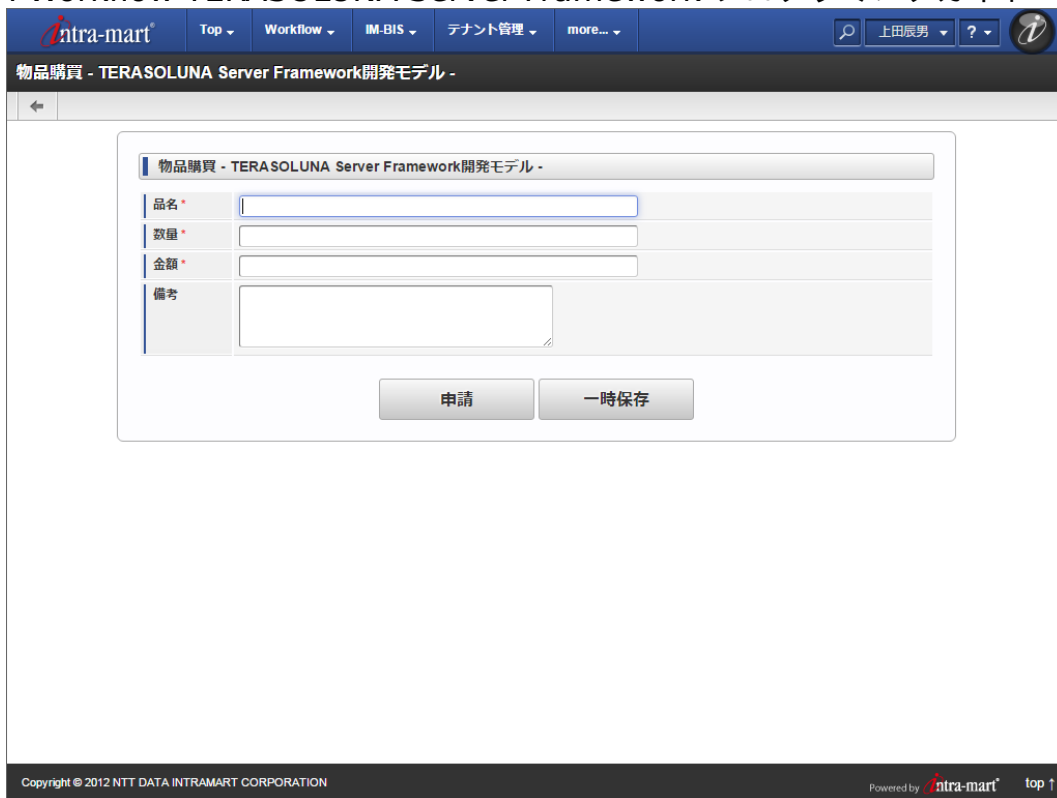 intra-mart Top Workflow IM-BIS テナント管理 more... 上田辰男 ?
物品購買 - TERASOLUNA Server Framework開発モデル -
物品購買 - TERASOLUNA Server Framework開発モデル -
品名 *
数量 *
金額 *
備考
申請 一時保存
Copyright © 2012 NTT DATA INTRAMART CORPORATION Powered by intra-mart top ↑